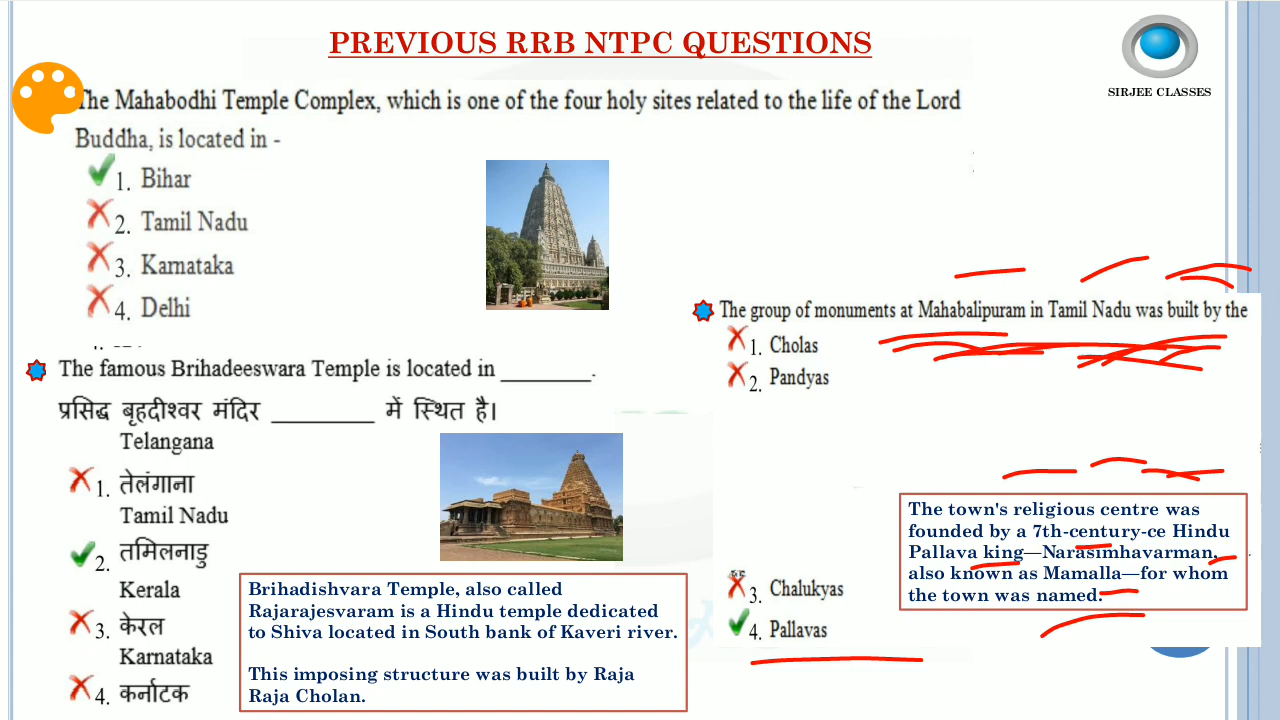 PREVIOUS RRB NTPC QUESTIONS
SIRJEE CLASSES
The Mahabodhi Temple Complex, which is one of the four holy sites related to the life of the Lord
Buddha, is located in -
1. Bihar
2. Tamil Nadu
3. Karnataka
4. Delhi
The famous Brihadeeswara Temple is located in ________.
प्रसिद्ध बृहदीश्वर मंदिर ________ में स्थित है।
Telangana
1. तेलंगाना
Tamil Nadu
2. तमिलनाडु
Kerala
3. केरल
Karnataka
4. कर्नाटक
Brihadishvara Temple, also called
Rajarajesvaram is a Hindu temple dedicated
to Shiva located in South bank of Kaveri river.
This imposing structure was built by Raja
Raja Cholan.
The group of monuments at Mahabalipuram in Tamil Nadu was built by the
1. Cholas
2. Pandyas
3. Chalukyas
4. Pallavas
The town's religious centre was
founded by a 7th-century-ce Hindu
Pallava king—Narasimhavarman,
also known as Mamalla—for whom
the town was named.